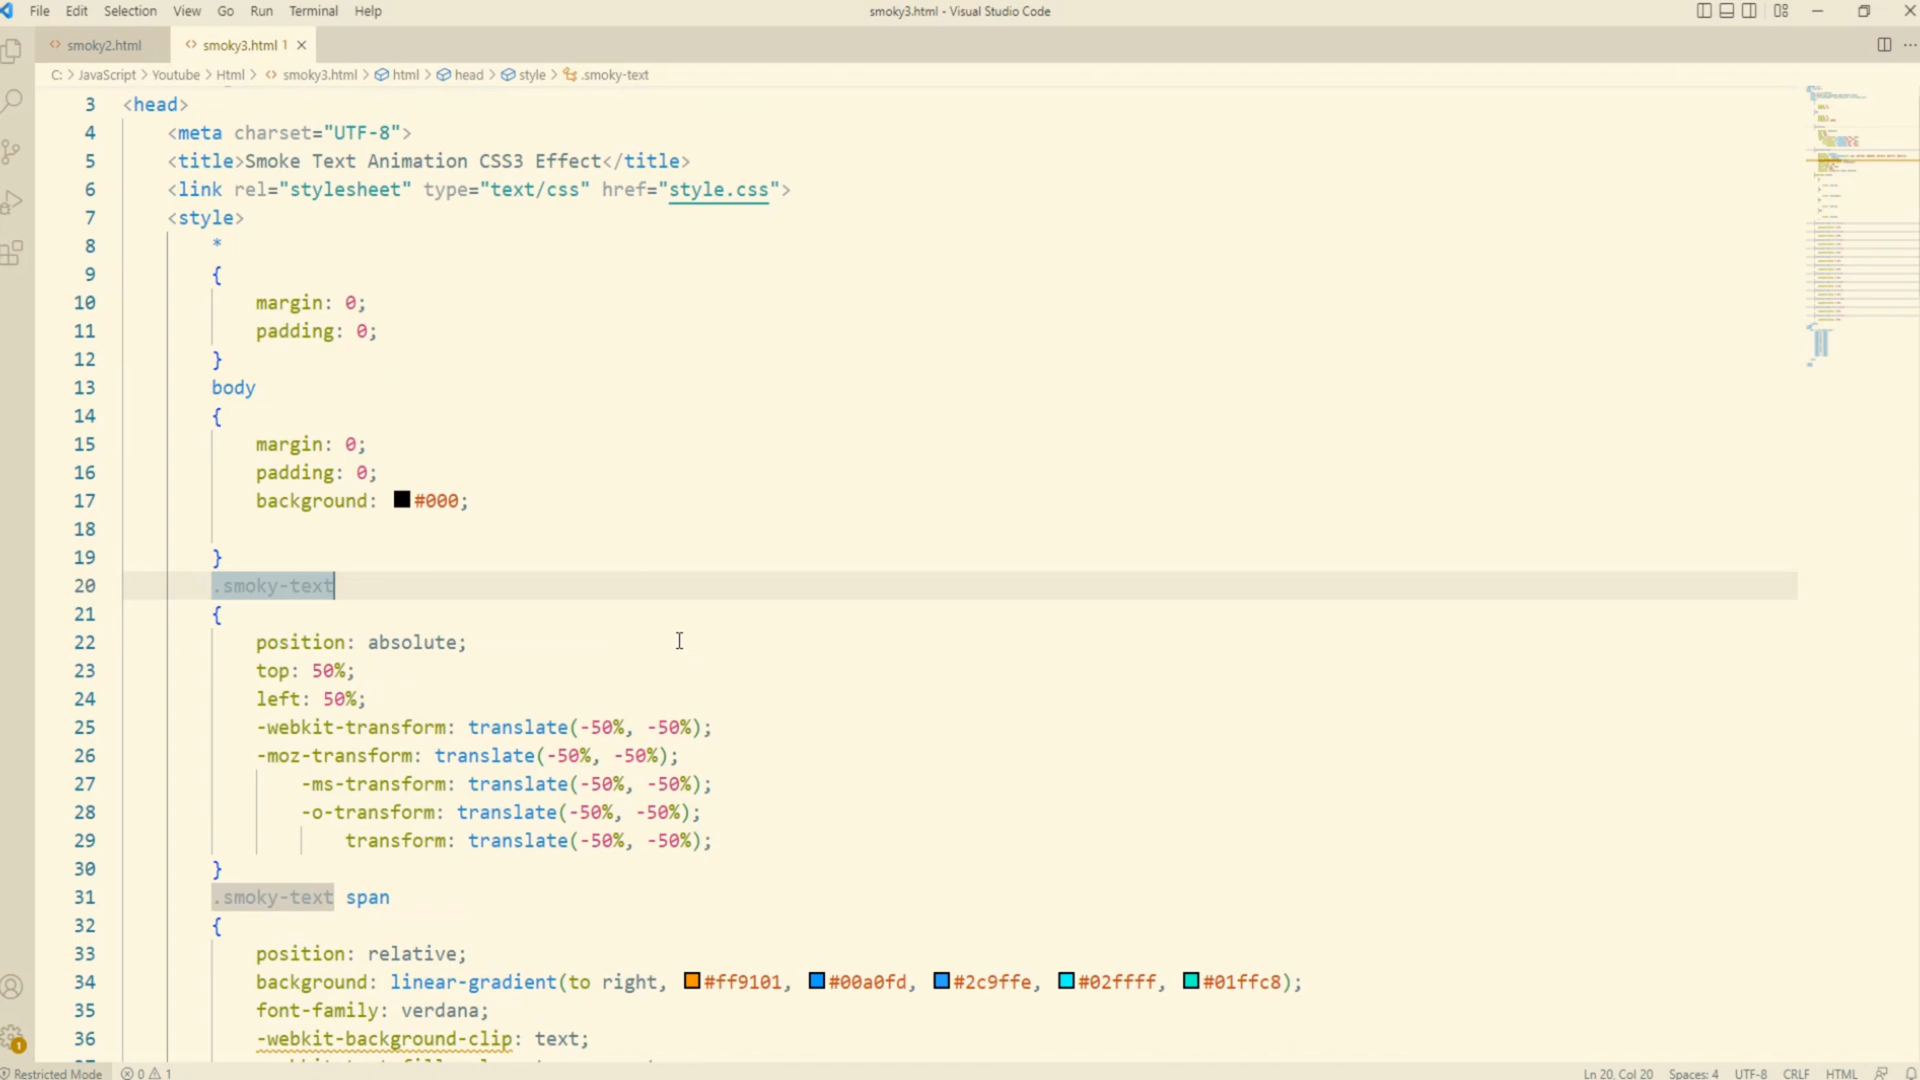 File Edit Selection View Go Run Terminal Help
smoky3.html - Visual Studio Code
smoky2.html
smoky3.html 1
C: > JavaScript > Youtube > Html > smoky3.html > html > head > style > .smoky-text
3 <head>
4 <meta charset="UTF-8">
5 <title>Smoke Text Animation CSS3 Effect</title>
6 <link rel="stylesheet" type="text/css" href="style.css">
7 <style>
8 *
9 {
10 margin: 0;
11 padding: 0;
12 }
13 body
14 {
15 margin: 0;
16 padding: 0;
17 background: #000;
18
19 }
20 .smoky-text
21 {
22 position: absolute;
23 top: 50%;
24 left: 50%;
25 -webkit-transform: translate(-50%, -50%);
26 -moz-transform: translate(-50%, -50%);
27 -ms-transform: translate(-50%, -50%);
28 -o-transform: translate(-50%, -50%);
29 transform: translate(-50%, -50%);
30 }
31 .smoky-text span
32 {
33 position: relative;
34 background: linear-gradient(to right, #ff9101, #00a0fd, #2c9ffe, #02ffff, #01ffc8);
35 font-family: verdana;
36 -webkit-background-clip: text;
1
Restricted Mode 0 1
Ln 20, Col 20 Spaces: 4 UTF-8 CRLF HTML